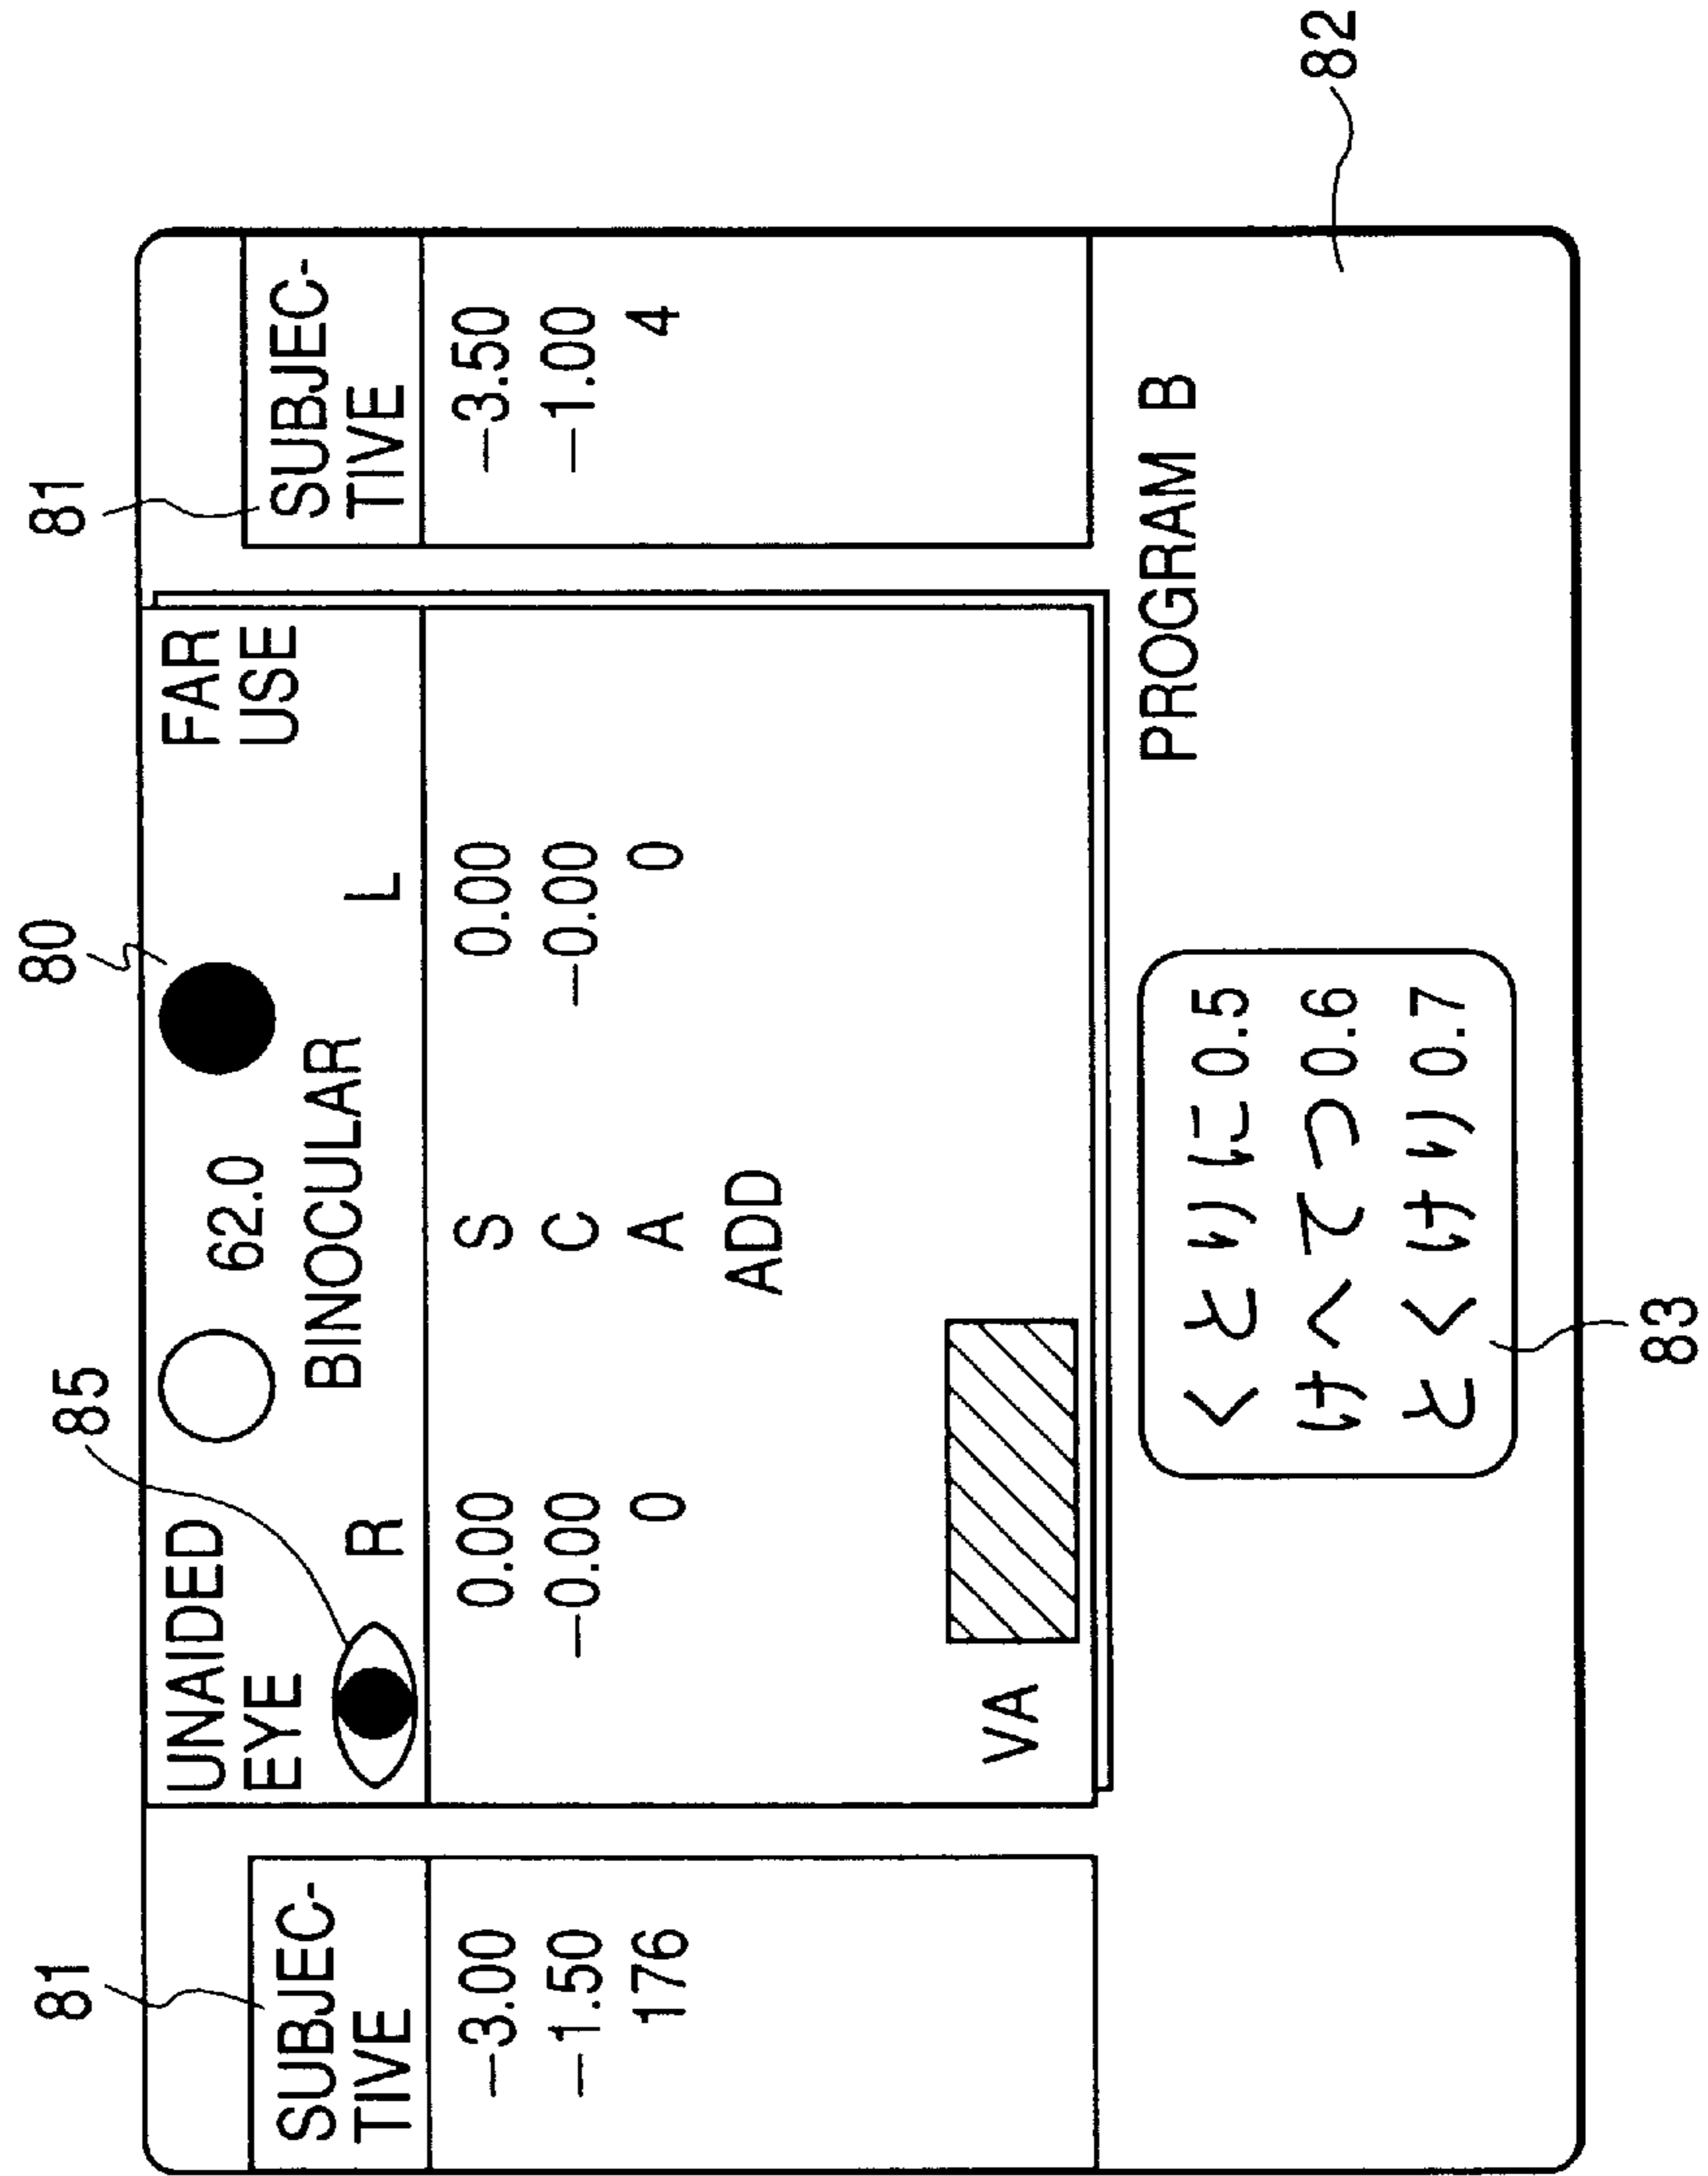 80
81
81
85
82
UNAIDED
EYE
62.0
FAR
USE
BINOCULAR
R
L
SUBJEC-
TIVE
SUBJEC-
TIVE
-3.00 0.00 S 0.00 -3.50
-1.50 -0.00 C -0.00 -1.00
176 0 A 0 4
ADD
VA
PROGRAM B
くとりに0.5
けへてつ0.6
とくけり0.7
83